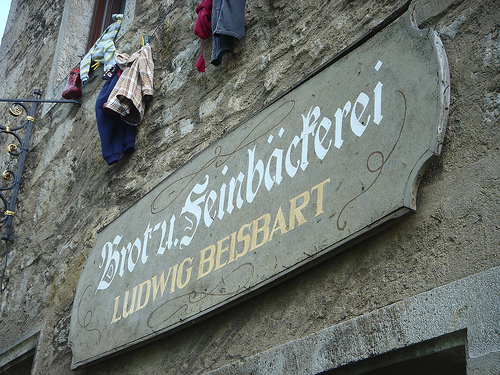 Brot u. Feinbäckerei
LUDWIG BEISBART